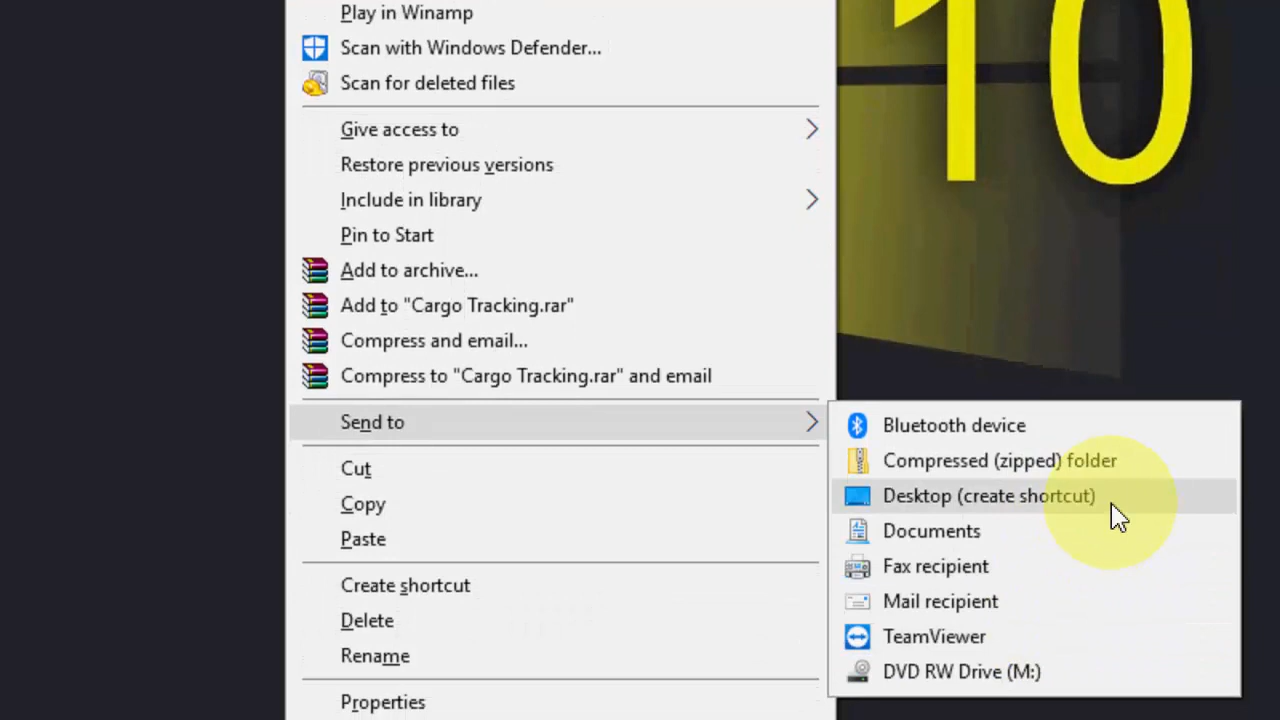 Play in Winamp
Scan with Windows Defender...
Scan for deleted files
Give access to
Restore previous versions
Include in library
Pin to Start
Add to archive...
Add to "Cargo Tracking.rar"
Compress and email...
Compress to "Cargo Tracking.rar" and email
Send to
Cut
Copy
Paste
Create shortcut
Delete
Rename
Properties
Bluetooth device
Compressed (zipped) folder
Desktop (create shortcut)
Documents
Fax recipient
Mail recipient
TeamViewer
DVD RW Drive (M:)
10